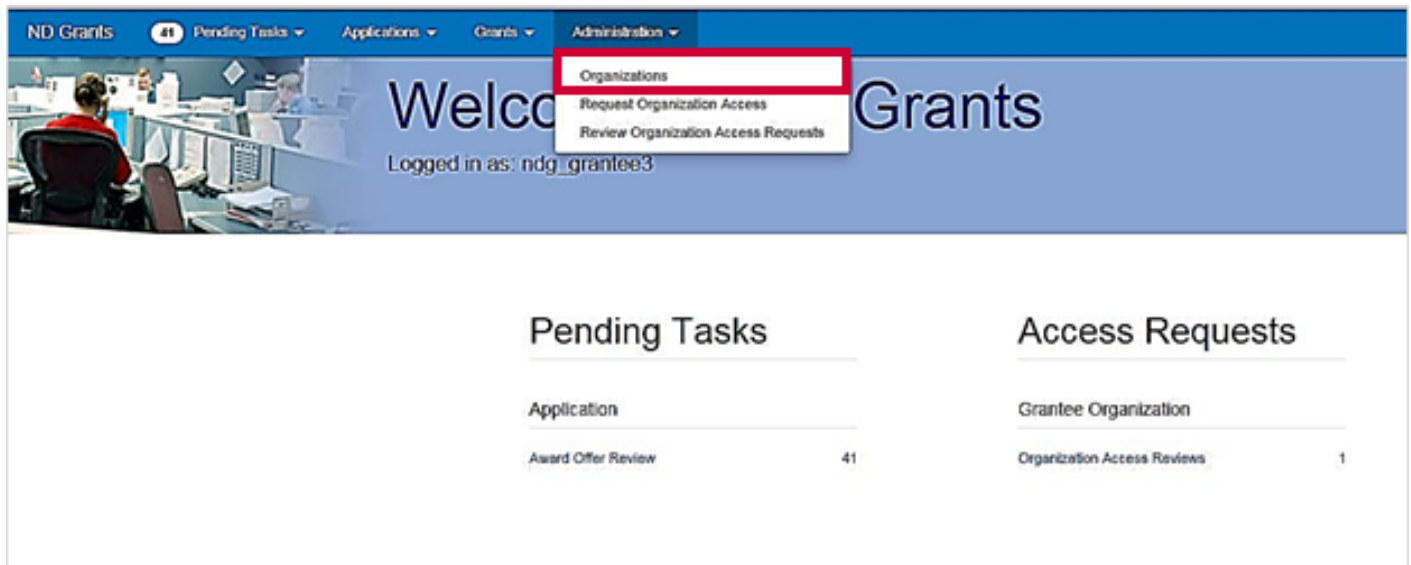 ND Grants 41 Pending Tasks Applications Grants Administration
Organizations
Request Organization Access
Review Organization Access Requests
Welco Grants
Logged in as: ndg_grantee3
Pending Tasks
Application
Award Offer Review 41
Access Requests
Grantee Organization
Organization Access Reviews 1